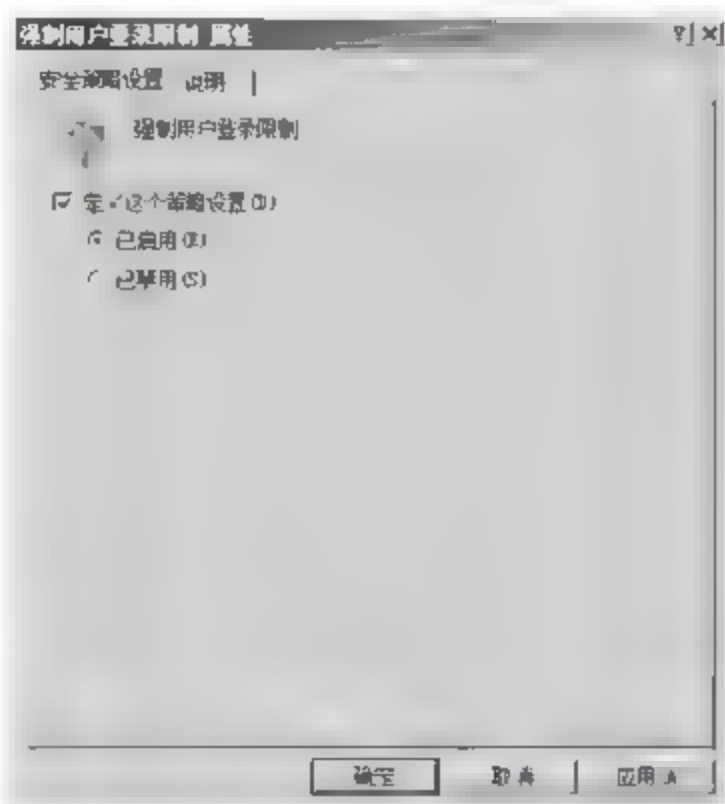 强制用户登录限制 属性
安全策略设置 说明
强制用户登录限制
定义这个策略设置(D)
已启用(E)
已禁用(S)
确定 取消 应用(A)